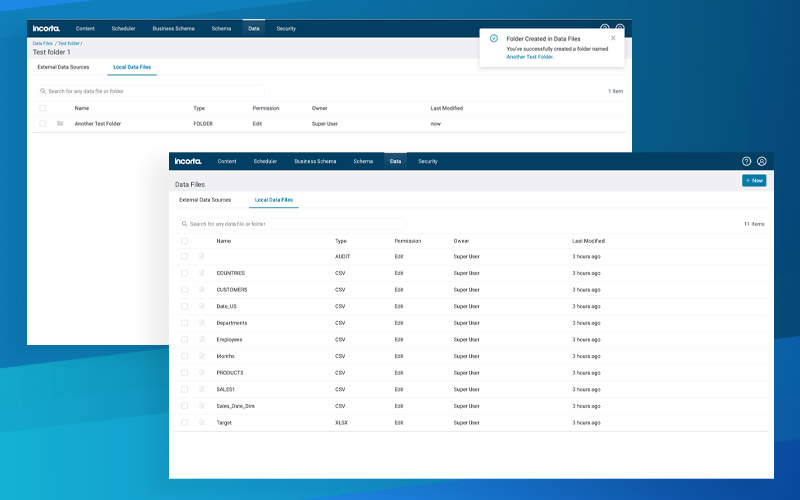 incorta. Content Scheduler Business Schema Schema Data Security
Data Files / Test folder /
Test folder 1
Folder Created in Data Files
You've successfully created a folder named
Another Test Folder.
External Data Sources Local Data Files
Search for any data file or folder 1 Item
Name Type Permission Owner Last Modified
Another Test Folder FOLDER Edit Super User now
incorta. Content Scheduler Business Schema Schema Data Security
Data Files + New
External Data Sources Local Data Files
Search for any data file or folder 11 Items
Name Type Permission Owner Last Modified
AUDIT Edit Super User 3 hours ago
COUNTRIES CSV Edit Super User 3 hours ago
CUSTOMERS CSV Edit Super User 3 hours ago
Date_US CSV Edit Super User 3 hours ago
Departments CSV Edit Super User 3 hours ago
Employees CSV Edit Super User 3 hours ago
Months CSV Edit Super User 3 hours ago
PRODUCTS CSV Edit Super User 3 hours ago
SALES1 CSV Edit Super User 3 hours ago
Sales_Date_Dim CSV Edit Super User 3 hours ago
Target XLSX Edit Super User 3 hours ago